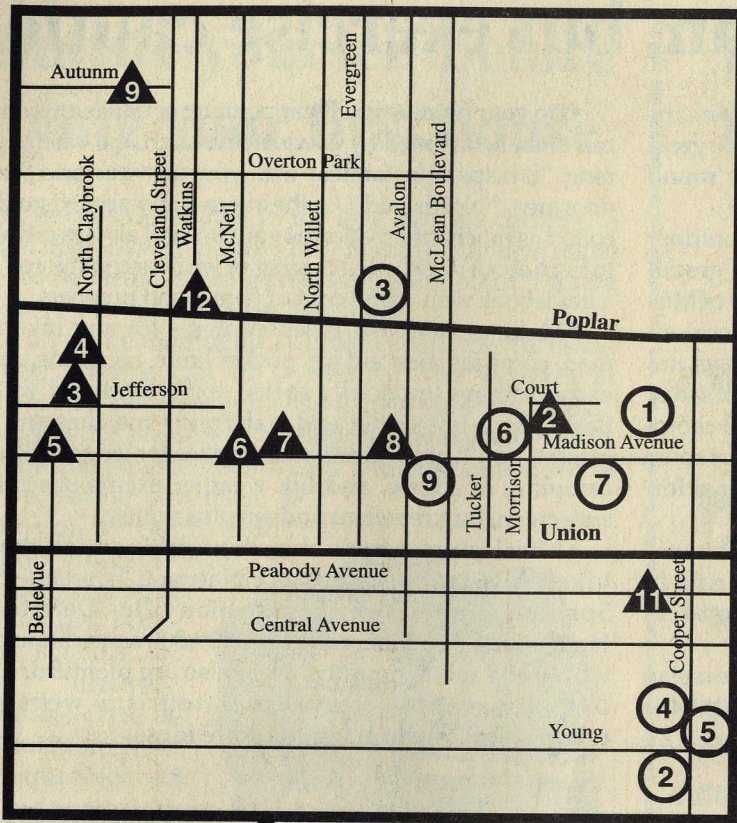 Autunm
9
Evergreen
Overton Park
North Claybrook
Cleveland Street
Watkins
McNeil
North Willett
Avalon
McLean Boulevard
3
12
Poplar
4
3
Jefferson
Court
2
1
5
6
7
8
6
Madison Avenue
9
7
Tucker
Morrison
Union
Bellevue
Peabody Avenue
11
Cooper Street
Central Avenue
4
5
Young
2